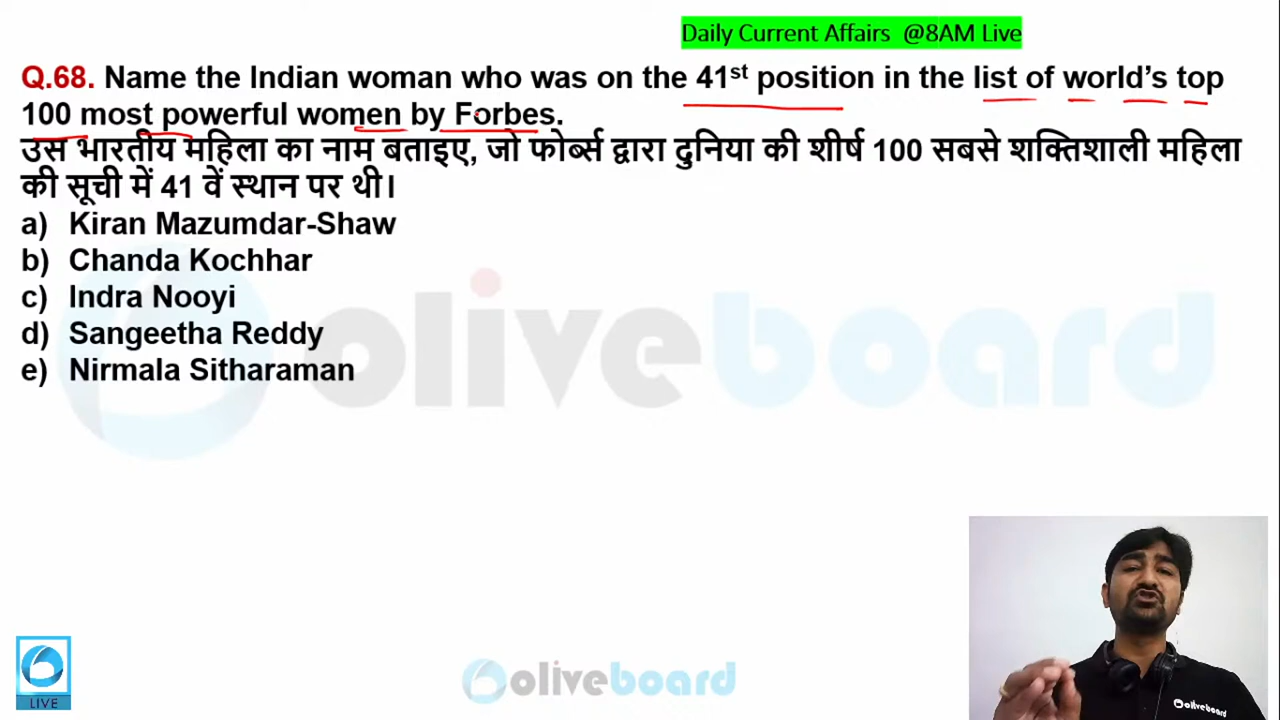 Daily Current Affairs @8AM Live
Q.68. Name the Indian woman who was on the 41st position in the list of world's top
100 most powerful women by Forbes.
उस भारतीय महिला का नाम बताइए, जो फोर्ब्स द्वारा दुनिया की शीर्ष 100 सबसे शक्तिशाली महिला
की सूची में 41 वें स्थान पर थी।
a) Kiran Mazumdar-Shaw
b) Chanda Kochhar
c) Indra Nooyi
d) Sangeetha Reddy
e) Nirmala Sitharaman
oliveboard
LIVE
oliveboard
oliveboard